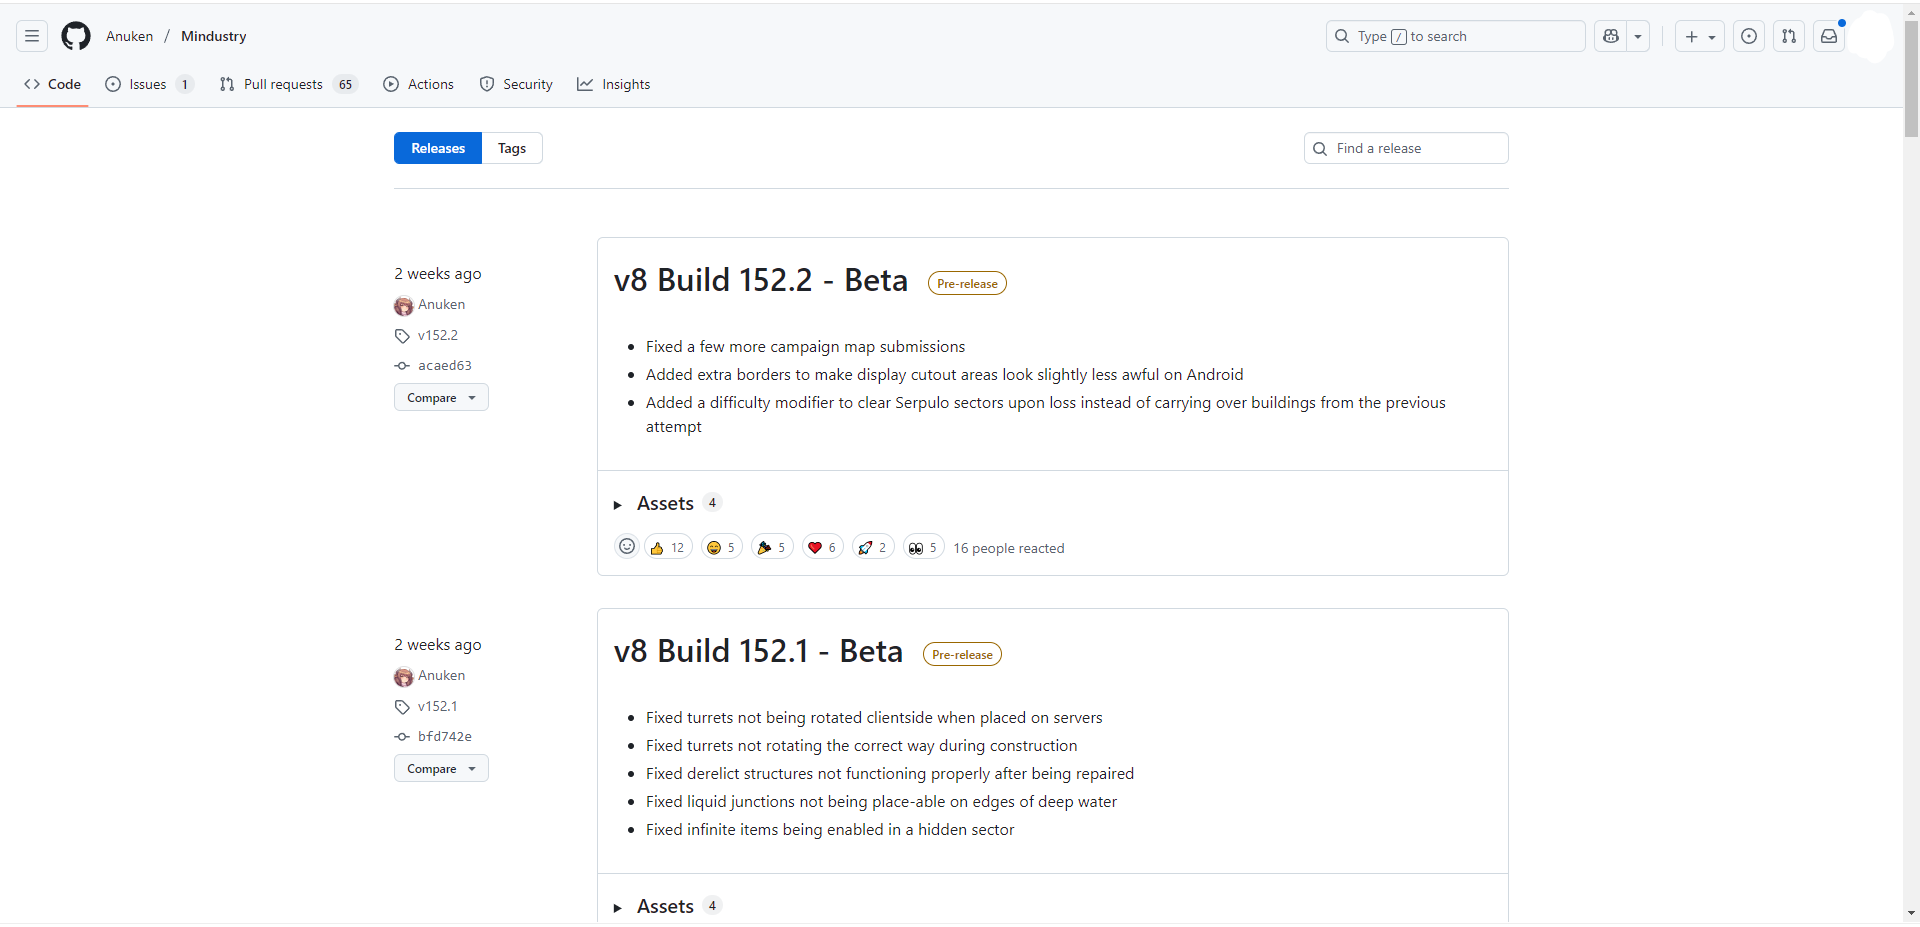 Anuken / Mindustry
Type / to search
Code
Issues 1
Pull requests 65
Actions
Security
Insights
Releases
Tags
Find a release
2 weeks ago
Anuken
v152.2
acaed63
Compare
v8 Build 152.2 - Beta Pre-release
Fixed a few more campaign map submissions
Added extra borders to make display cutout areas look slightly less awful on Android
Added a difficulty modifier to clear Serpulo sectors upon loss instead of carrying over buildings from the previous
attempt
Assets 4
👍 12 😄 5 🎉 5 ❤️ 6 🚀 2 👀 5 16 people reacted
2 weeks ago
Anuken
v152.1
bfd742e
Compare
v8 Build 152.1 - Beta Pre-release
Fixed turrets not being rotated clientside when placed on servers
Fixed turrets not rotating the correct way during construction
Fixed derelict structures not functioning properly after being repaired
Fixed liquid junctions not being place-able on edges of deep water
Fixed infinite items being enabled in a hidden sector
Assets 4